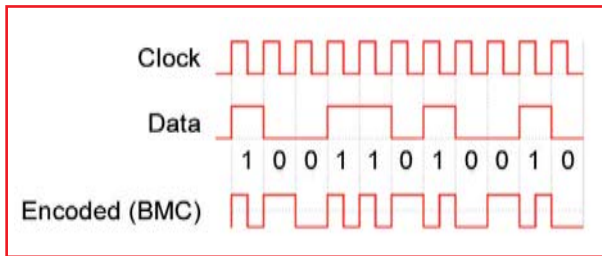 Clock
Data
1 0 0 1 1 0 1 0 0 1 0
Encoded (BMC)